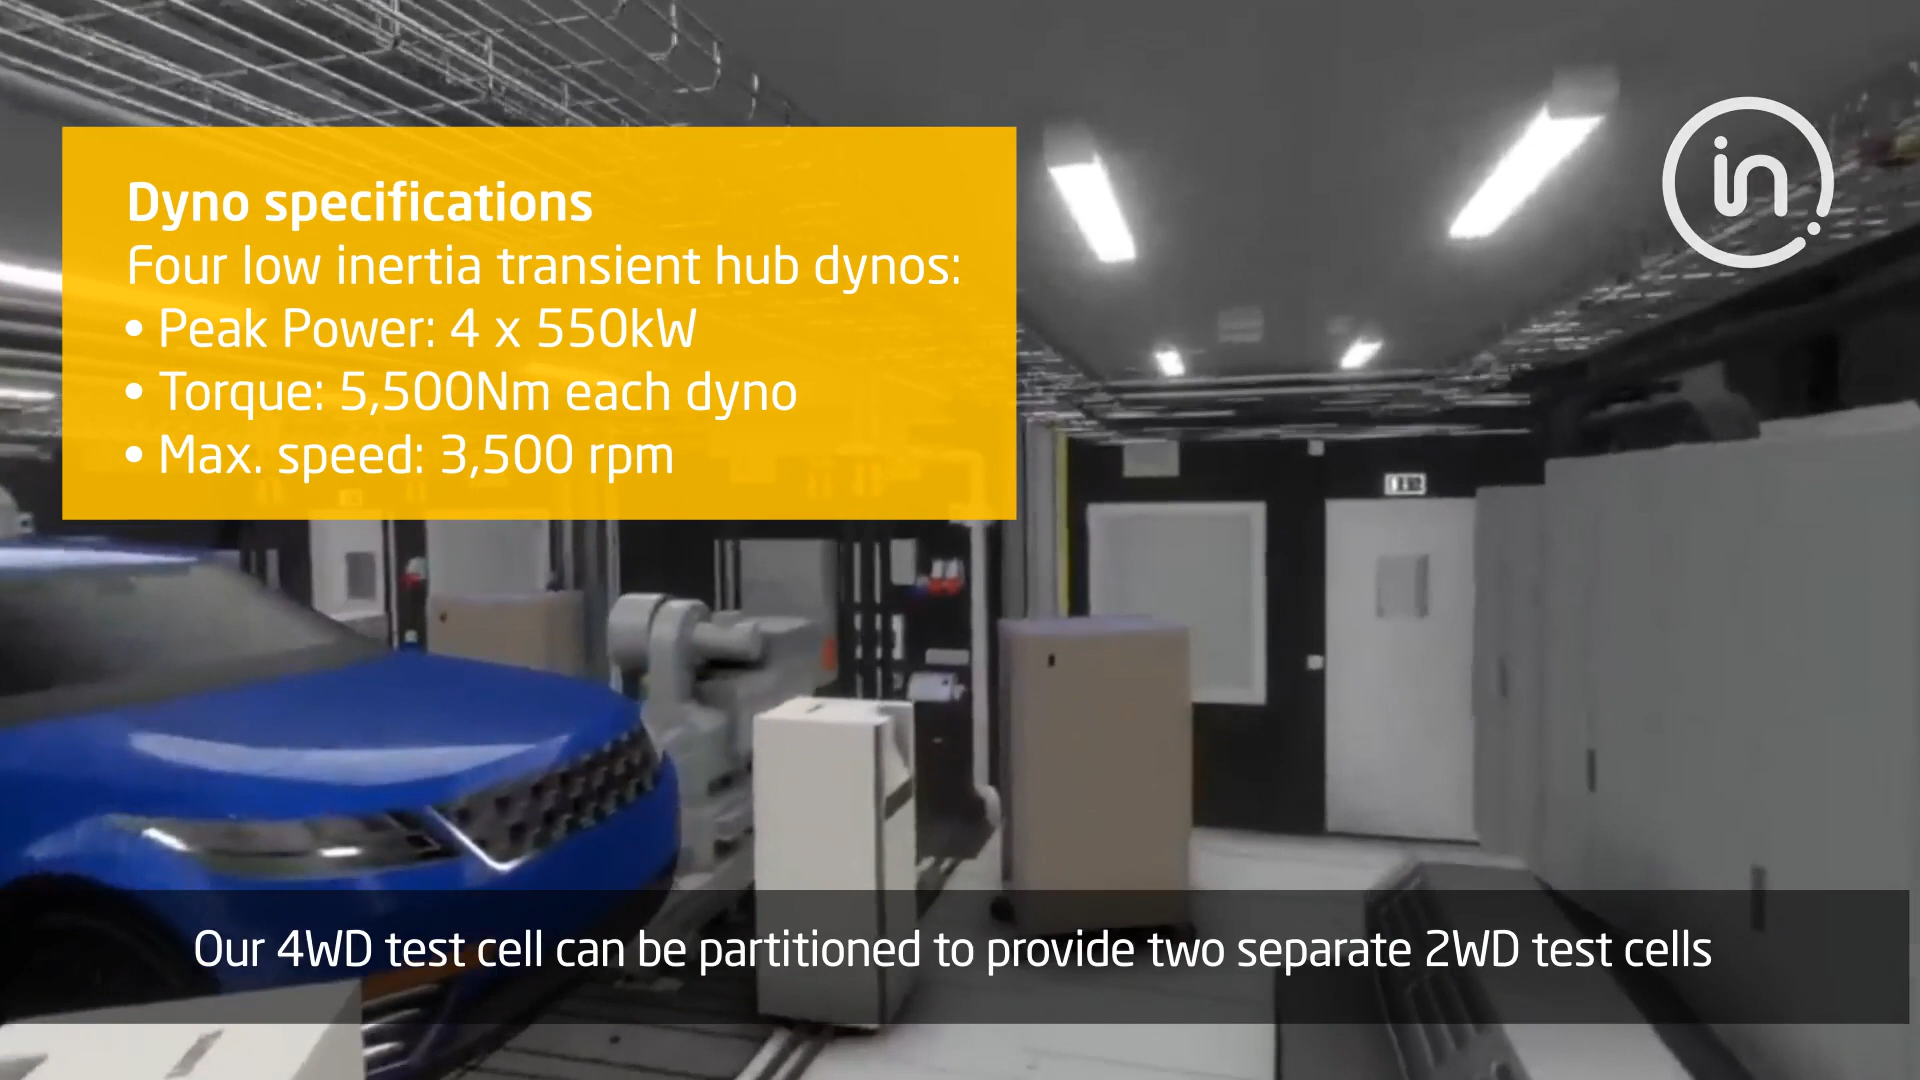 Dyno specifications
Four low inertia transient hub dynos:
• Peak Power: 4 x 550kW
• Torque: 5,500Nm each dyno
• Max. speed: 3,500 rpm
in
Our 4WD test cell can be partitioned to provide two separate 2WD test cells